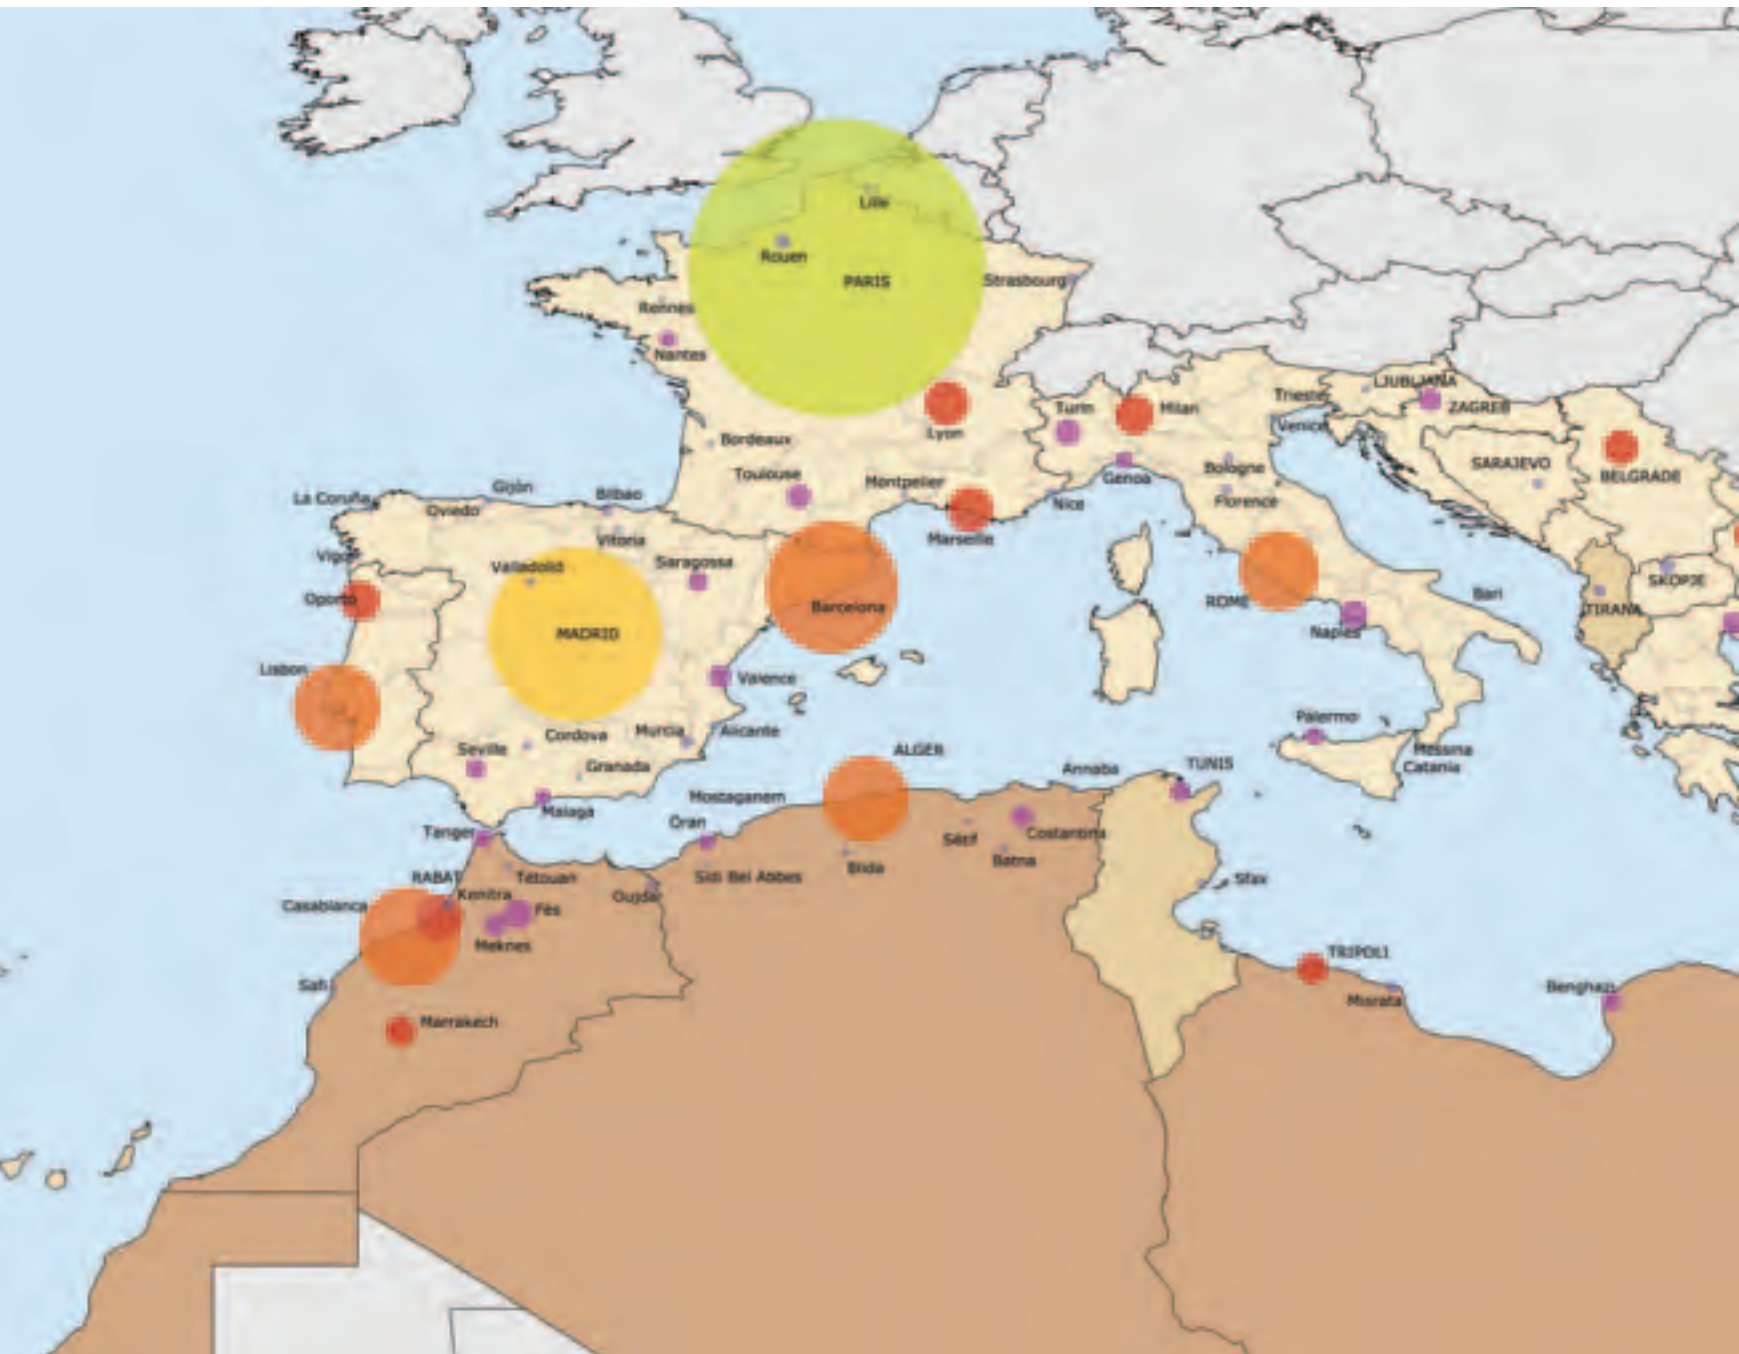 Lille
Rouen
PARIS
Strasbourg
Rennes
Nantes
LJUBLJANA
Trieste
Turin
Milan
ZAGREB
Venice
Lyon
Bordeaux
SARAJEVO
Bologne
BELGRADE
Toulouse
Montpelier
Genoa
Gijón
Bilbao
La Coruña
Florence
Nice
Oviedo
Vitoria
Marseille
Vigo
Valladolid
Saragossa
SKOPJE
Oporto
Barcelona
ROME
Bari
TIRANA
MADRID
Naples
Lisbon
Valence
Palermo
Cordova
Murcia
Alicante
Seville
ALGER
Messina
Granada
Annaba
TUNIS
Catania
Mostaganem
Malaga
Oran
Tanger
Costantina
Sétif
Batna
Blida
RABAT
Tétouan
Sidi Bel Abbes
Sfax
Kenitra
Oujda
Casablanca
Fès
Meknes
TRIPOLI
Safi
Benghazi
Misrata
Marrakech